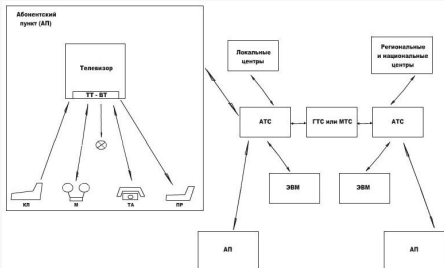 Абонентский
пункт (АП)
Телевизор
ТТ - ВТ
КЛ
М
ТА
ПР
Локальные
центры
Региональные
и национальные
центры
АТС
ГТС или МТС
АТС
ЭВМ
ЭВМ
АП
АП